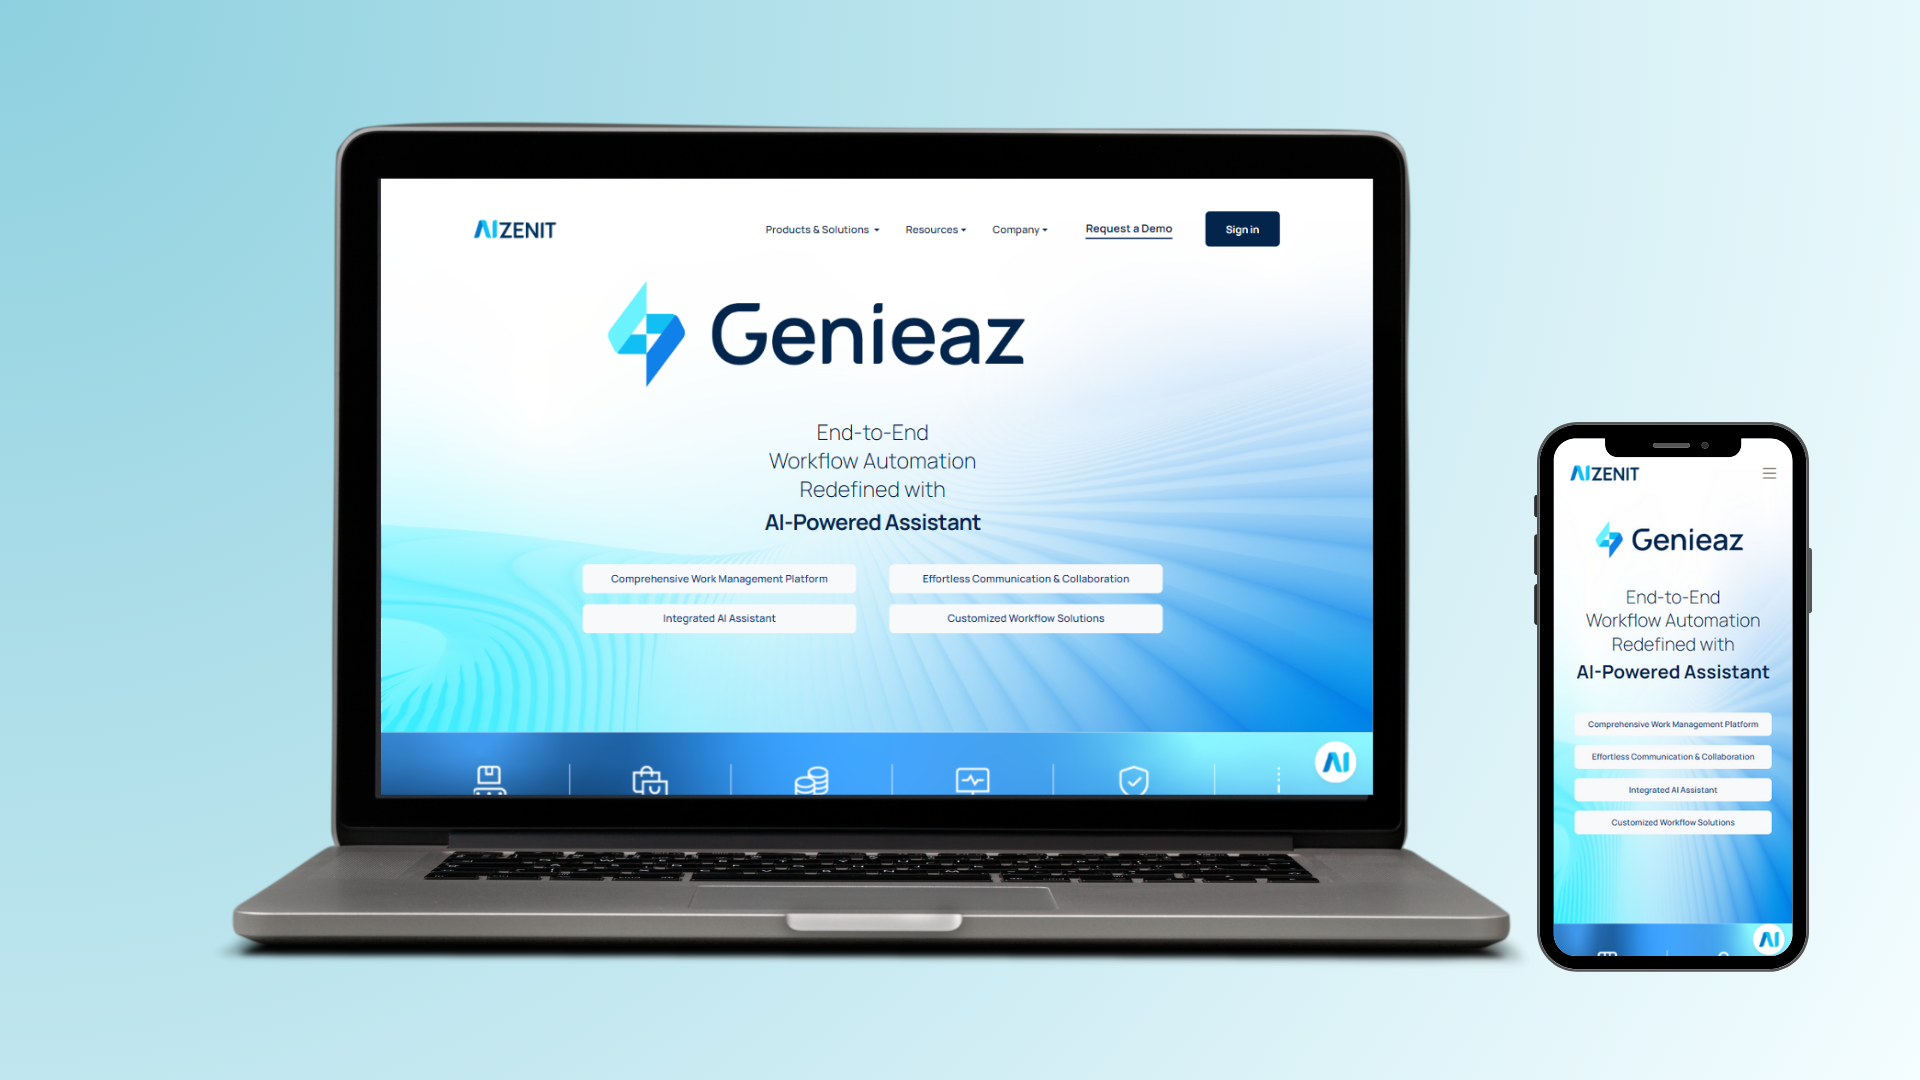 AIZENIT
Products & Solutions
Resources
Company
Request a Demo
Sign in
Genieaz
End-to-End
Workflow Automation
Redefined with
AI-Powered Assistant
Comprehensive Work Management Platform
Effortless Communication & Collaboration
Integrated AI Assistant
Customized Workflow Solutions
AI
AIZENIT
Genieaz
End-to-End
Workflow Automation
Redefined with
AI-Powered Assistant
Comprehensive Work Management Platform
Effortless Communication & Collaboration
Integrated AI Assistant
Customized Workflow Solutions
AI